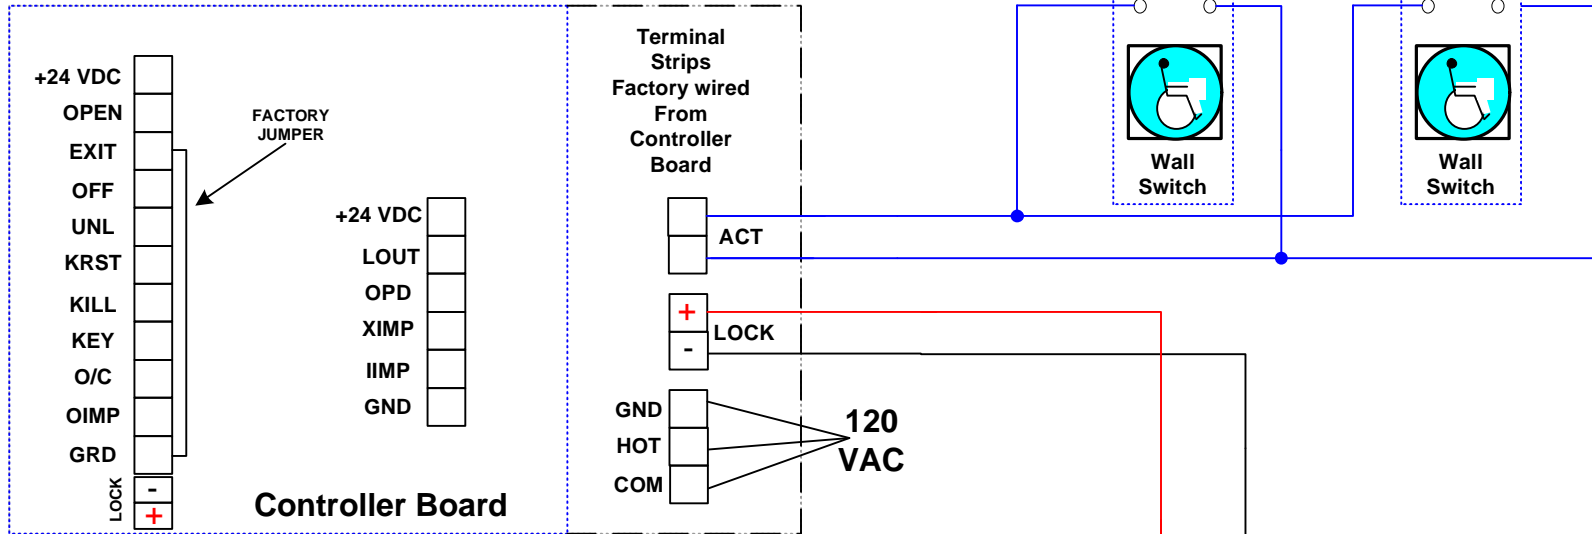 +24 VDC
OPEN
EXIT
OFF
UNL
KRST
KILL
KEY
O/C
OIMP
GRD
LOCK
-
+
FACTORY
JUMPER
+24 VDC
LOUT
OPD
XIMP
IIMP
GND
Controller Board
Terminal
Strips
Factory wired
From
Controller
Board
ACT
+
-
LOCK
GND
HOT
COM
120
VAC
Wall
Switch
Wall
Switch